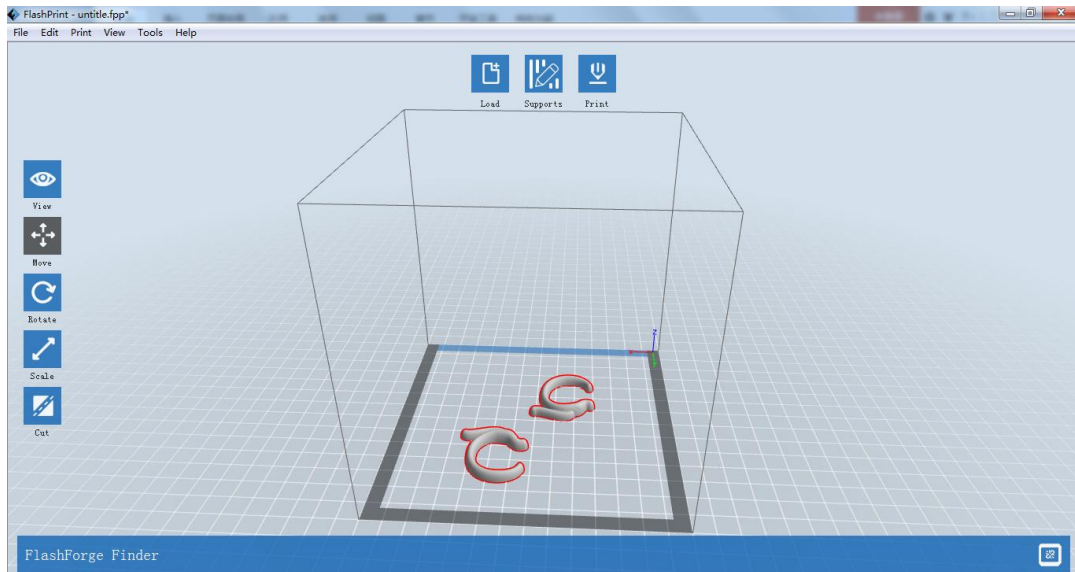 FlashPrint - untitle.fpp*
File Edit Print View Tools Help
Load Supports Print
View
Move
Rotate
Scale
Cut
z
FlashForge Finder